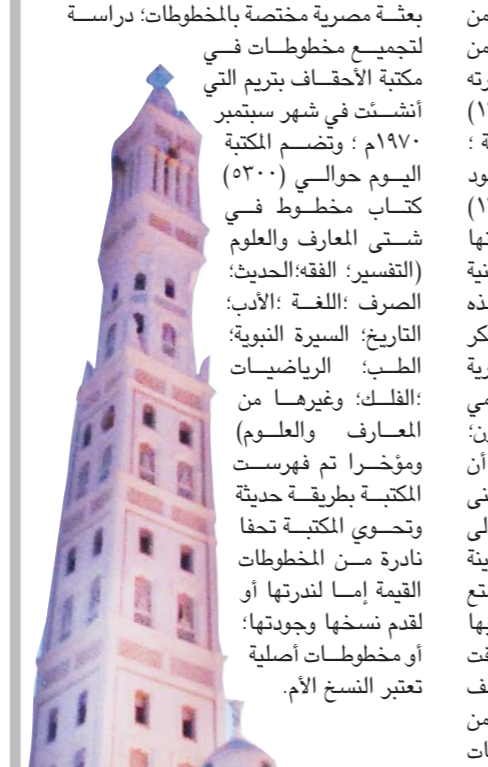 بعثة مصرية مختصة بالمخطوطات؛ دراسة
لتجميع مخطوطات في
مكتبة الأحقاف بتريم التي
أنشئت في شهر سبتمبر
١٩٧٠م ؛ وتضم المكتبة
اليوم حوالي (٥٣٠٠)
كتاب مخطوط في
شتى المعارف والعلوم
(التفسير؛ الفقه؛الحديث؛
الصرف ؛اللغة ؛الأدب؛
التاريخ؛ السيرة النبوية؛
الطب؛ الرياضيات
؛الفلك؛ وغيرها من
المعارف والعلوم)
ومؤخرا تم فهرست
المكتبة بطريقة حديثة
وتحوي المكتبة تحفا
نادرة من المخطوطات
القيمة إما لندرتها أو
لقدم نسخها وجودتها؛
أو مخطوطات أصلية
تعتبر النسخ الأم.